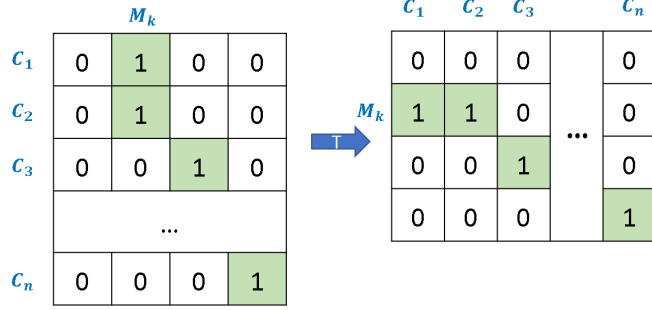 M_k
C_1 0 1 0 0
C_2 0 1 0 0
C_3 0 0 1 0
...
C_n 0 0 0 1
T
C_1 C_2 C_3 C_n
0 0 0 0
M_k 1 1 0 ... 0
0 0 1 0
0 0 0 1